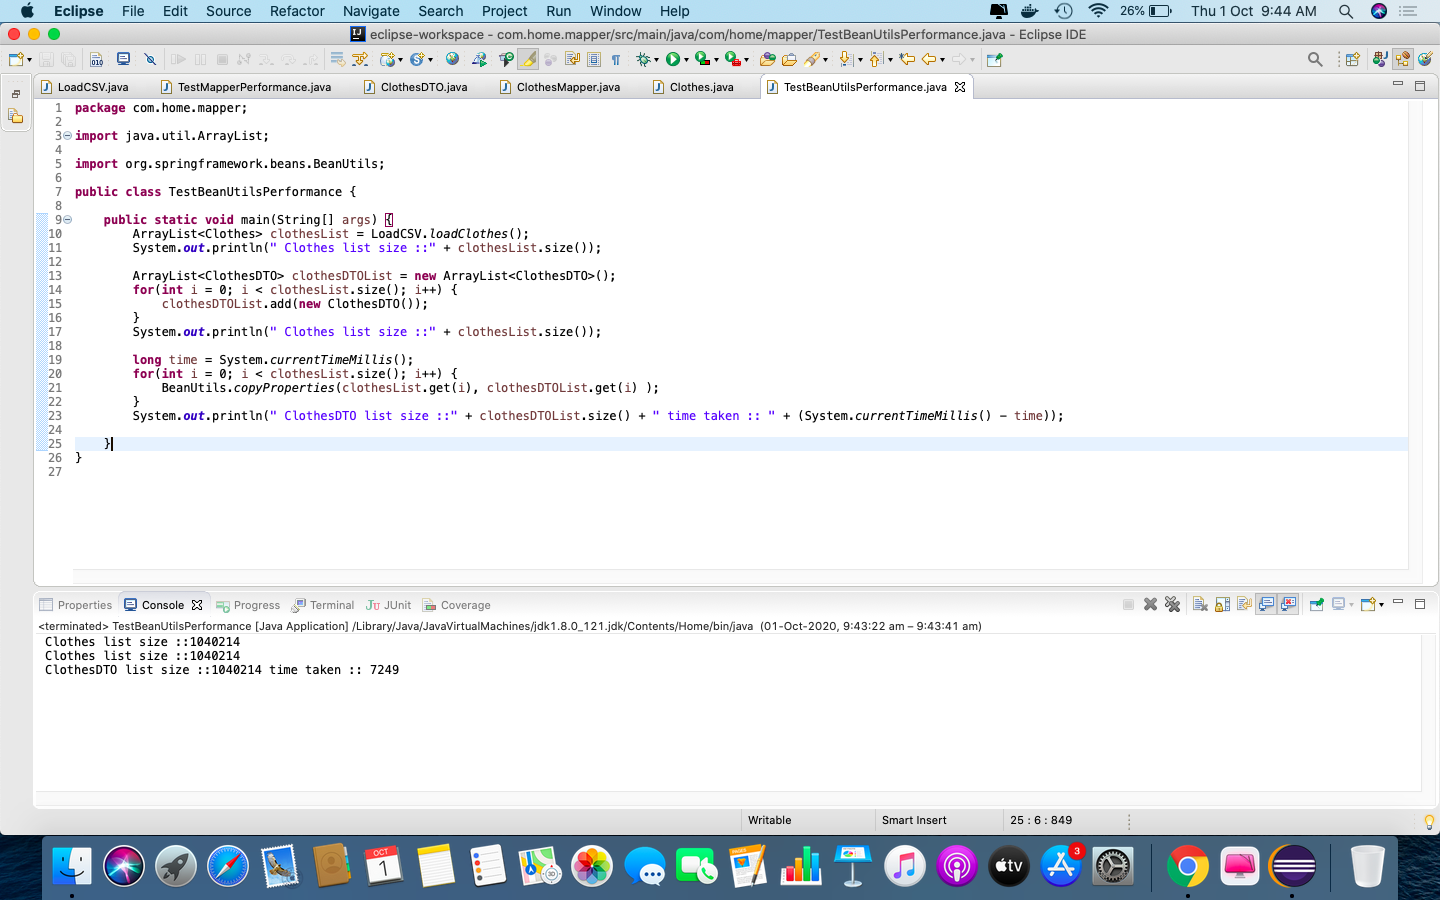 Eclipse File Edit Source Refactor Navigate Search Project Run Window Help 26% Thu 1 Oct 9:44 AM
eclipse-workspace - com.home.mapper/src/main/java/com/home/mapper/TestBeanUtilsPerformance.java - Eclipse IDE
LoadCSV.java TestMapperPerformance.java ClothesDTO.java ClothesMapper.java Clothes.java TestBeanUtilsPerformance.java
1 package com.home.mapper;
2
3 import java.util.ArrayList;
4
5 import org.springframework.beans.BeanUtils;
6
7 public class TestBeanUtilsPerformance {
8
9 public static void main(String[] args) {
10 ArrayList<Clothes> clothesList = LoadCSV.loadClothes();
11 System.out.println(" Clothes list size ::" + clothesList.size());
12
13 ArrayList<ClothesDTO> clothesDTOList = new ArrayList<ClothesDTO>();
14 for(int i = 0; i < clothesList.size(); i++) {
15 clothesDTOList.add(new ClothesDTO());
16 }
17 System.out.println(" Clothes list size ::" + clothesList.size());
18
19 long time = System.currentTimeMillis();
20 for(int i = 0; i < clothesList.size(); i++) {
21 BeanUtils.copyProperties(clothesList.get(i), clothesDTOList.get(i) );
22 }
23 System.out.println(" ClothesDTO list size ::" + clothesDTOList.size() + " time taken :: " + (System.currentTimeMillis() - time));
24
25 }
26 }
27
Properties Console Progress Terminal JUnit Coverage
<terminated> TestBeanUtilsPerformance [Java Application] /Library/Java/JavaVirtualMachines/jdk1.8.0_121.jdk/Contents/Home/bin/java (01-Oct-2020, 9:43:22 am – 9:43:41 am)
Clothes list size ::1040214
Clothes list size ::1040214
ClothesDTO list size ::1040214 time taken :: 7249
Writable Smart Insert 25 : 6 : 849
OCT
1
tv
3